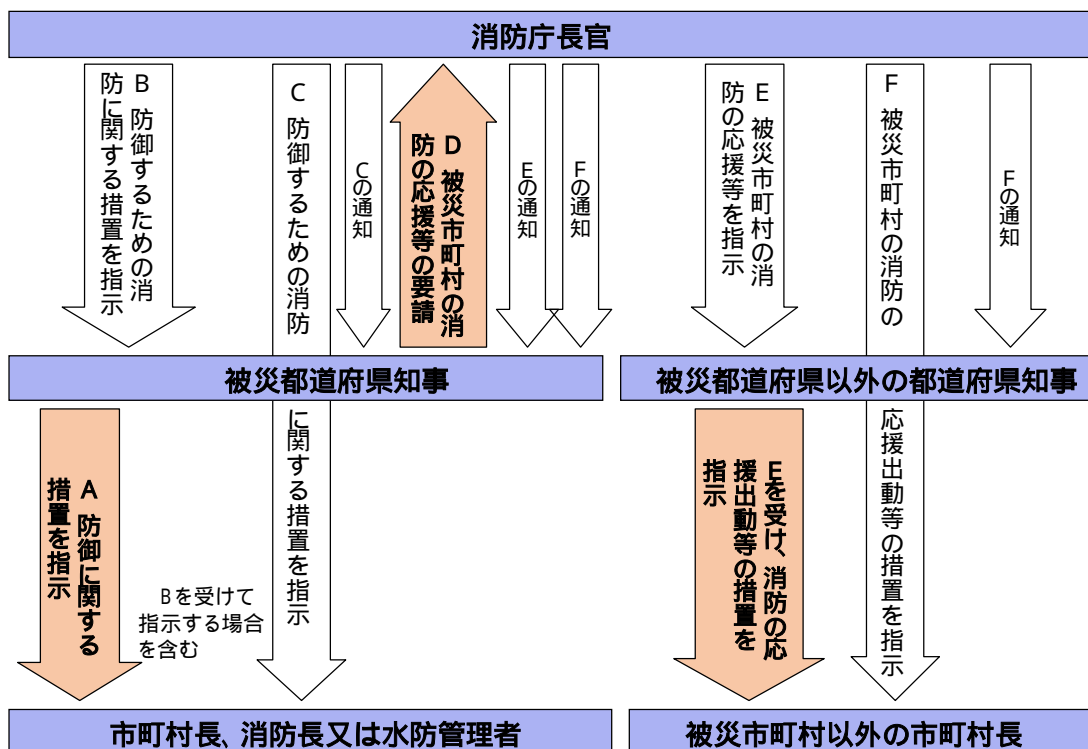 消防庁長官
B 防御するための消
防に関する措置を指示
C 防御するための消防
に関する措置を指示
Cの通知
D 被災市町村の消
防の応援等の要請
Eの通知
Fの通知
E 被災市町村の消
防の応援等を指示
F 被災市町村の消防の
応援出動等の措置を指示
Fの通知
被災都道府県知事
被災都道府県以外の都道府県知事
A 防御に関する
措置を指示
Bを受けて
指示する場合
を含む
Eを受け、消防の応
援出動等の措置を
指示
市町村長、消防長又は水防管理者
被災市町村以外の市町村長